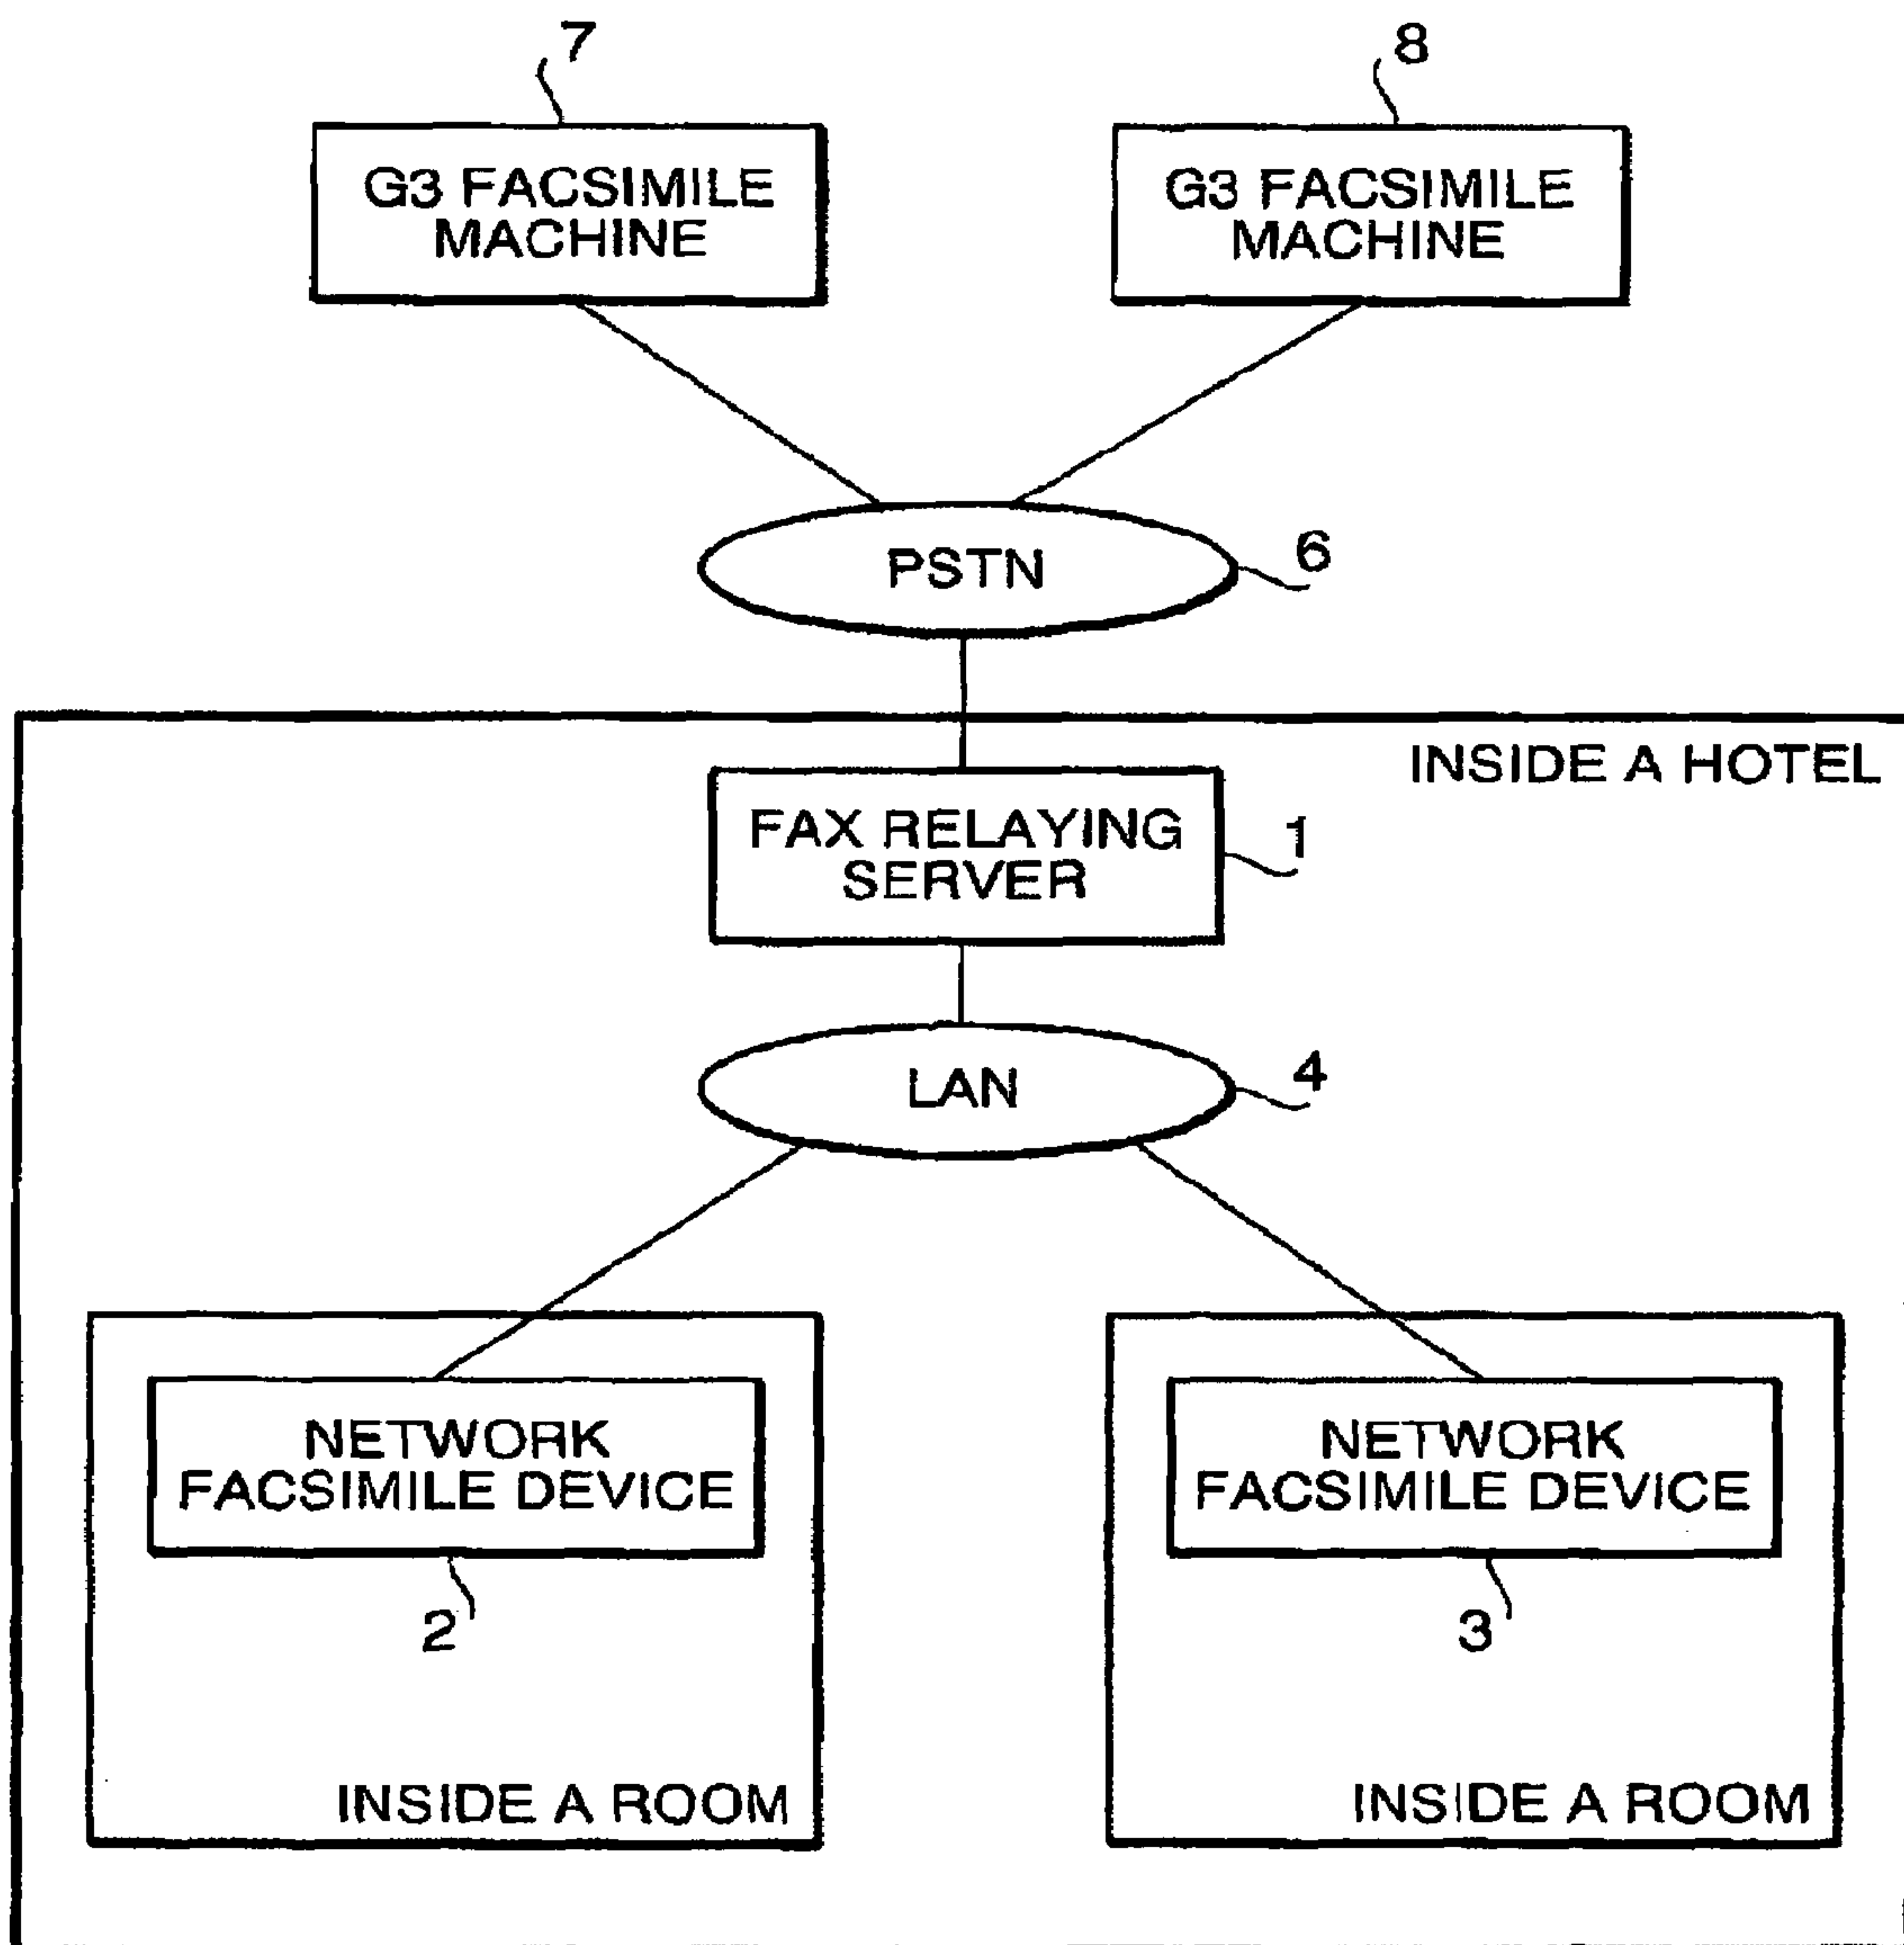 7
8
G3 FACSIMILE
MACHINE
G3 FACSIMILE
MACHINE
PSTN
6
INSIDE A HOTEL
FAX RELAYING
SERVER
1
LAN
4
NETWORK
FACSIMILE DEVICE
2
INSIDE A ROOM
NETWORK
FACSIMILE DEVICE
3
INSIDE A ROOM